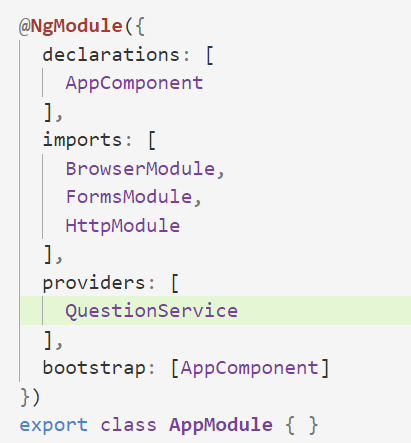 @NgModule({
  declarations: [
    AppComponent
  ],
  imports: [
    BrowserModule,
    FormsModule,
    HttpModule
  ],
  providers: [
    QuestionService
  ],
  bootstrap: [AppComponent]
})
export class AppModule { }